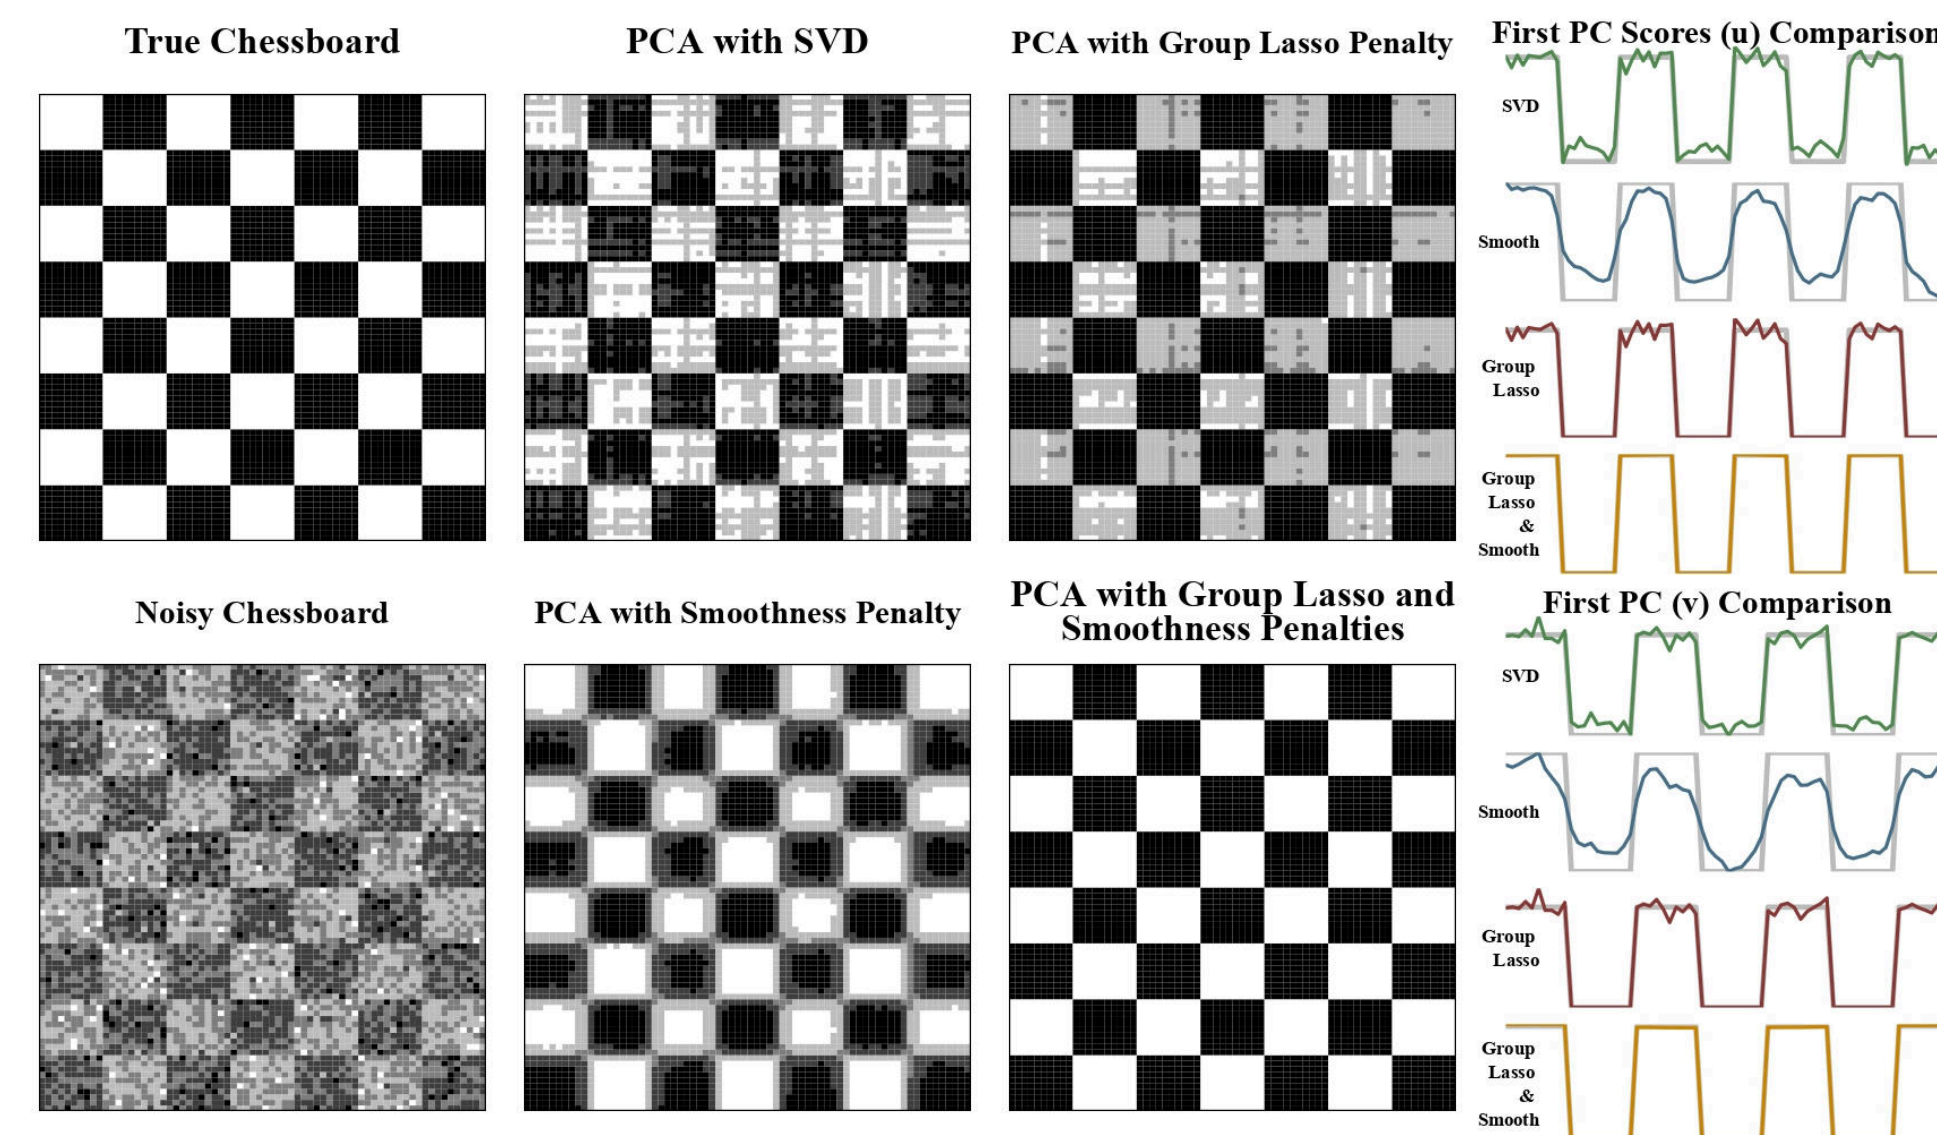 True Chessboard
PCA with SVD
PCA with Group Lasso Penalty
First PC Scores (u) Comparison
SVD
Smooth
Group
Lasso
Group
Lasso
&
Smooth
Noisy Chessboard
PCA with Smoothness Penalty
PCA with Group Lasso and
Smoothness Penalties
First PC (v) Comparison
SVD
Smooth
Group
Lasso
Group
Lasso
&
Smooth